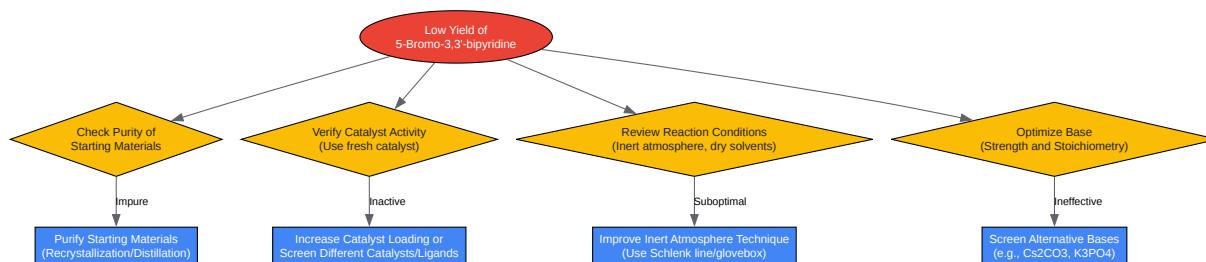 Low Yield of
5-Bromo-3,3'-bipyridine
Check Purity of
Starting Materials
Verify Catalyst Activity
(Use fresh catalyst)
Review Reaction Conditions
(Inert atmosphere, dry solvents)
Optimize Base
(Strength and Stoichiometry)
Impure
Inactive
Suboptimal
Ineffective
Purify Starting Materials
(Recrystallization/Distillation)
Increase Catalyst Loading or
Screen Different Catalysts/Ligands
Improve Inert Atmosphere Technique
(Use Schlenk line/glovebox)
Screen Alternative Bases
(e.g., Cs2CO3, K3PO4)